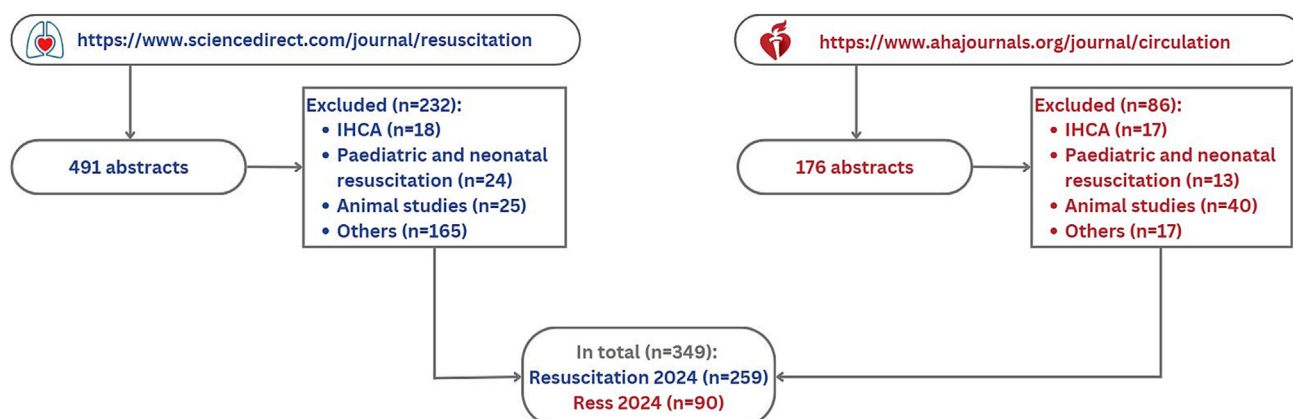 https://www.sciencedirect.com/journal/resuscitation
491 abstracts
Excluded (n=232):
• IHCA (n=18)
• Paediatric and neonatal
resuscitation (n=24)
• Animal studies (n=25)
• Others (n=165)
https://www.ahajournals.org/journal/circulation
176 abstracts
Excluded (n=86):
• IHCA (n=17)
• Paediatric and neonatal
resuscitation (n=13)
• Animal studies (n=40)
• Others (n=17)
In total (n=349):
Resuscitation 2024 (n=259)
Ress 2024 (n=90)